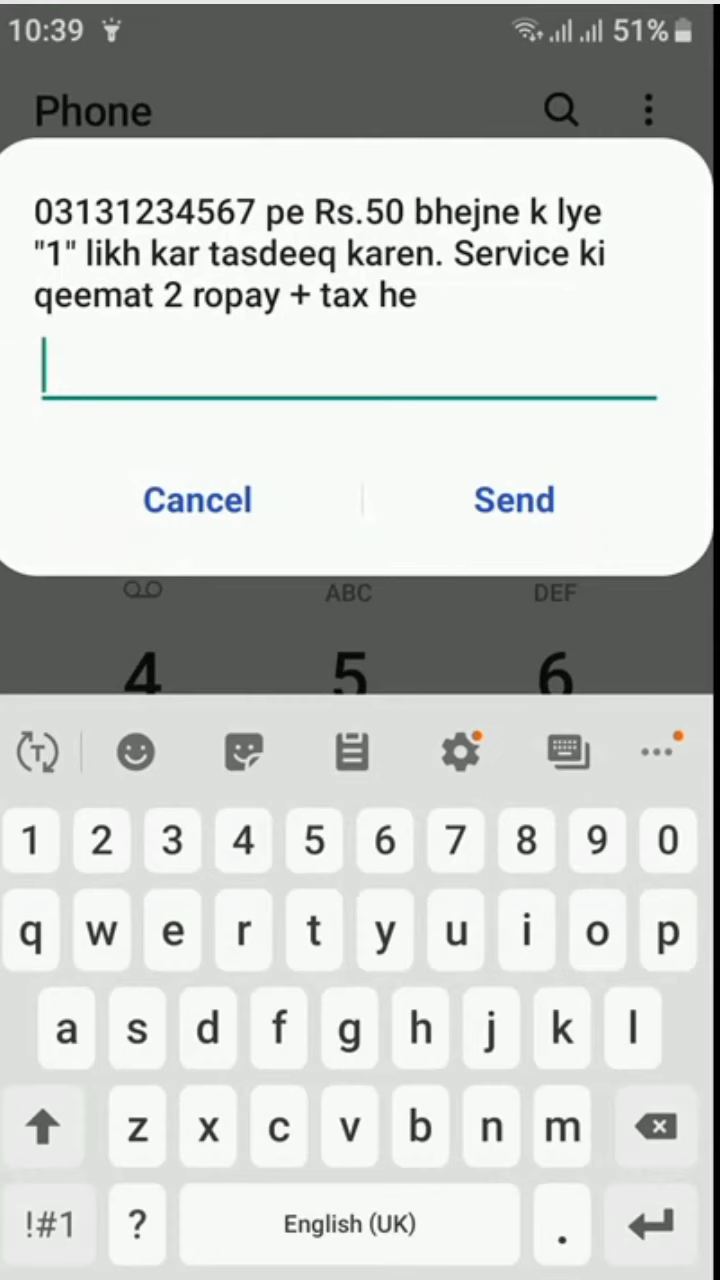 10:39 51%
Phone
03131234567 pe Rs.50 bhejne k lye
"1" likh kar tasdeeq karen. Service ki
qeemat 2 ropay + tax he
Cancel Send
ABC DEF
4 5 6
T
1 2 3 4 5 6 7 8 9 0
q w e r t y u i o p
a s d f g h j k l
z x c v b n m
!#1 ? English (UK) .